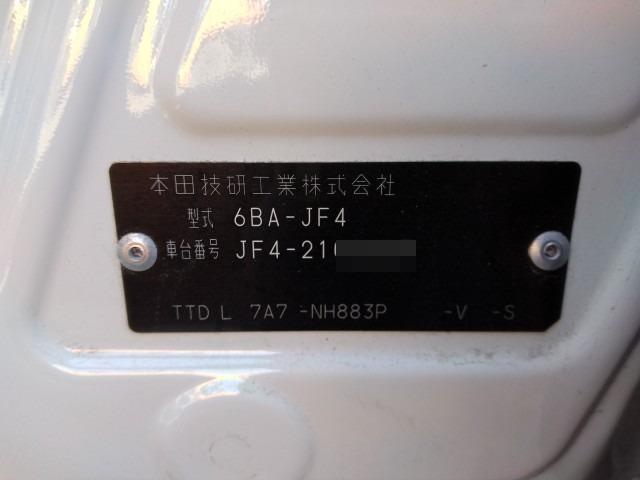 本田技研工業株式会社
型式 6BA-JF4
車台番号 JF4-21
TTD L 7A7 -NH883P -V -S